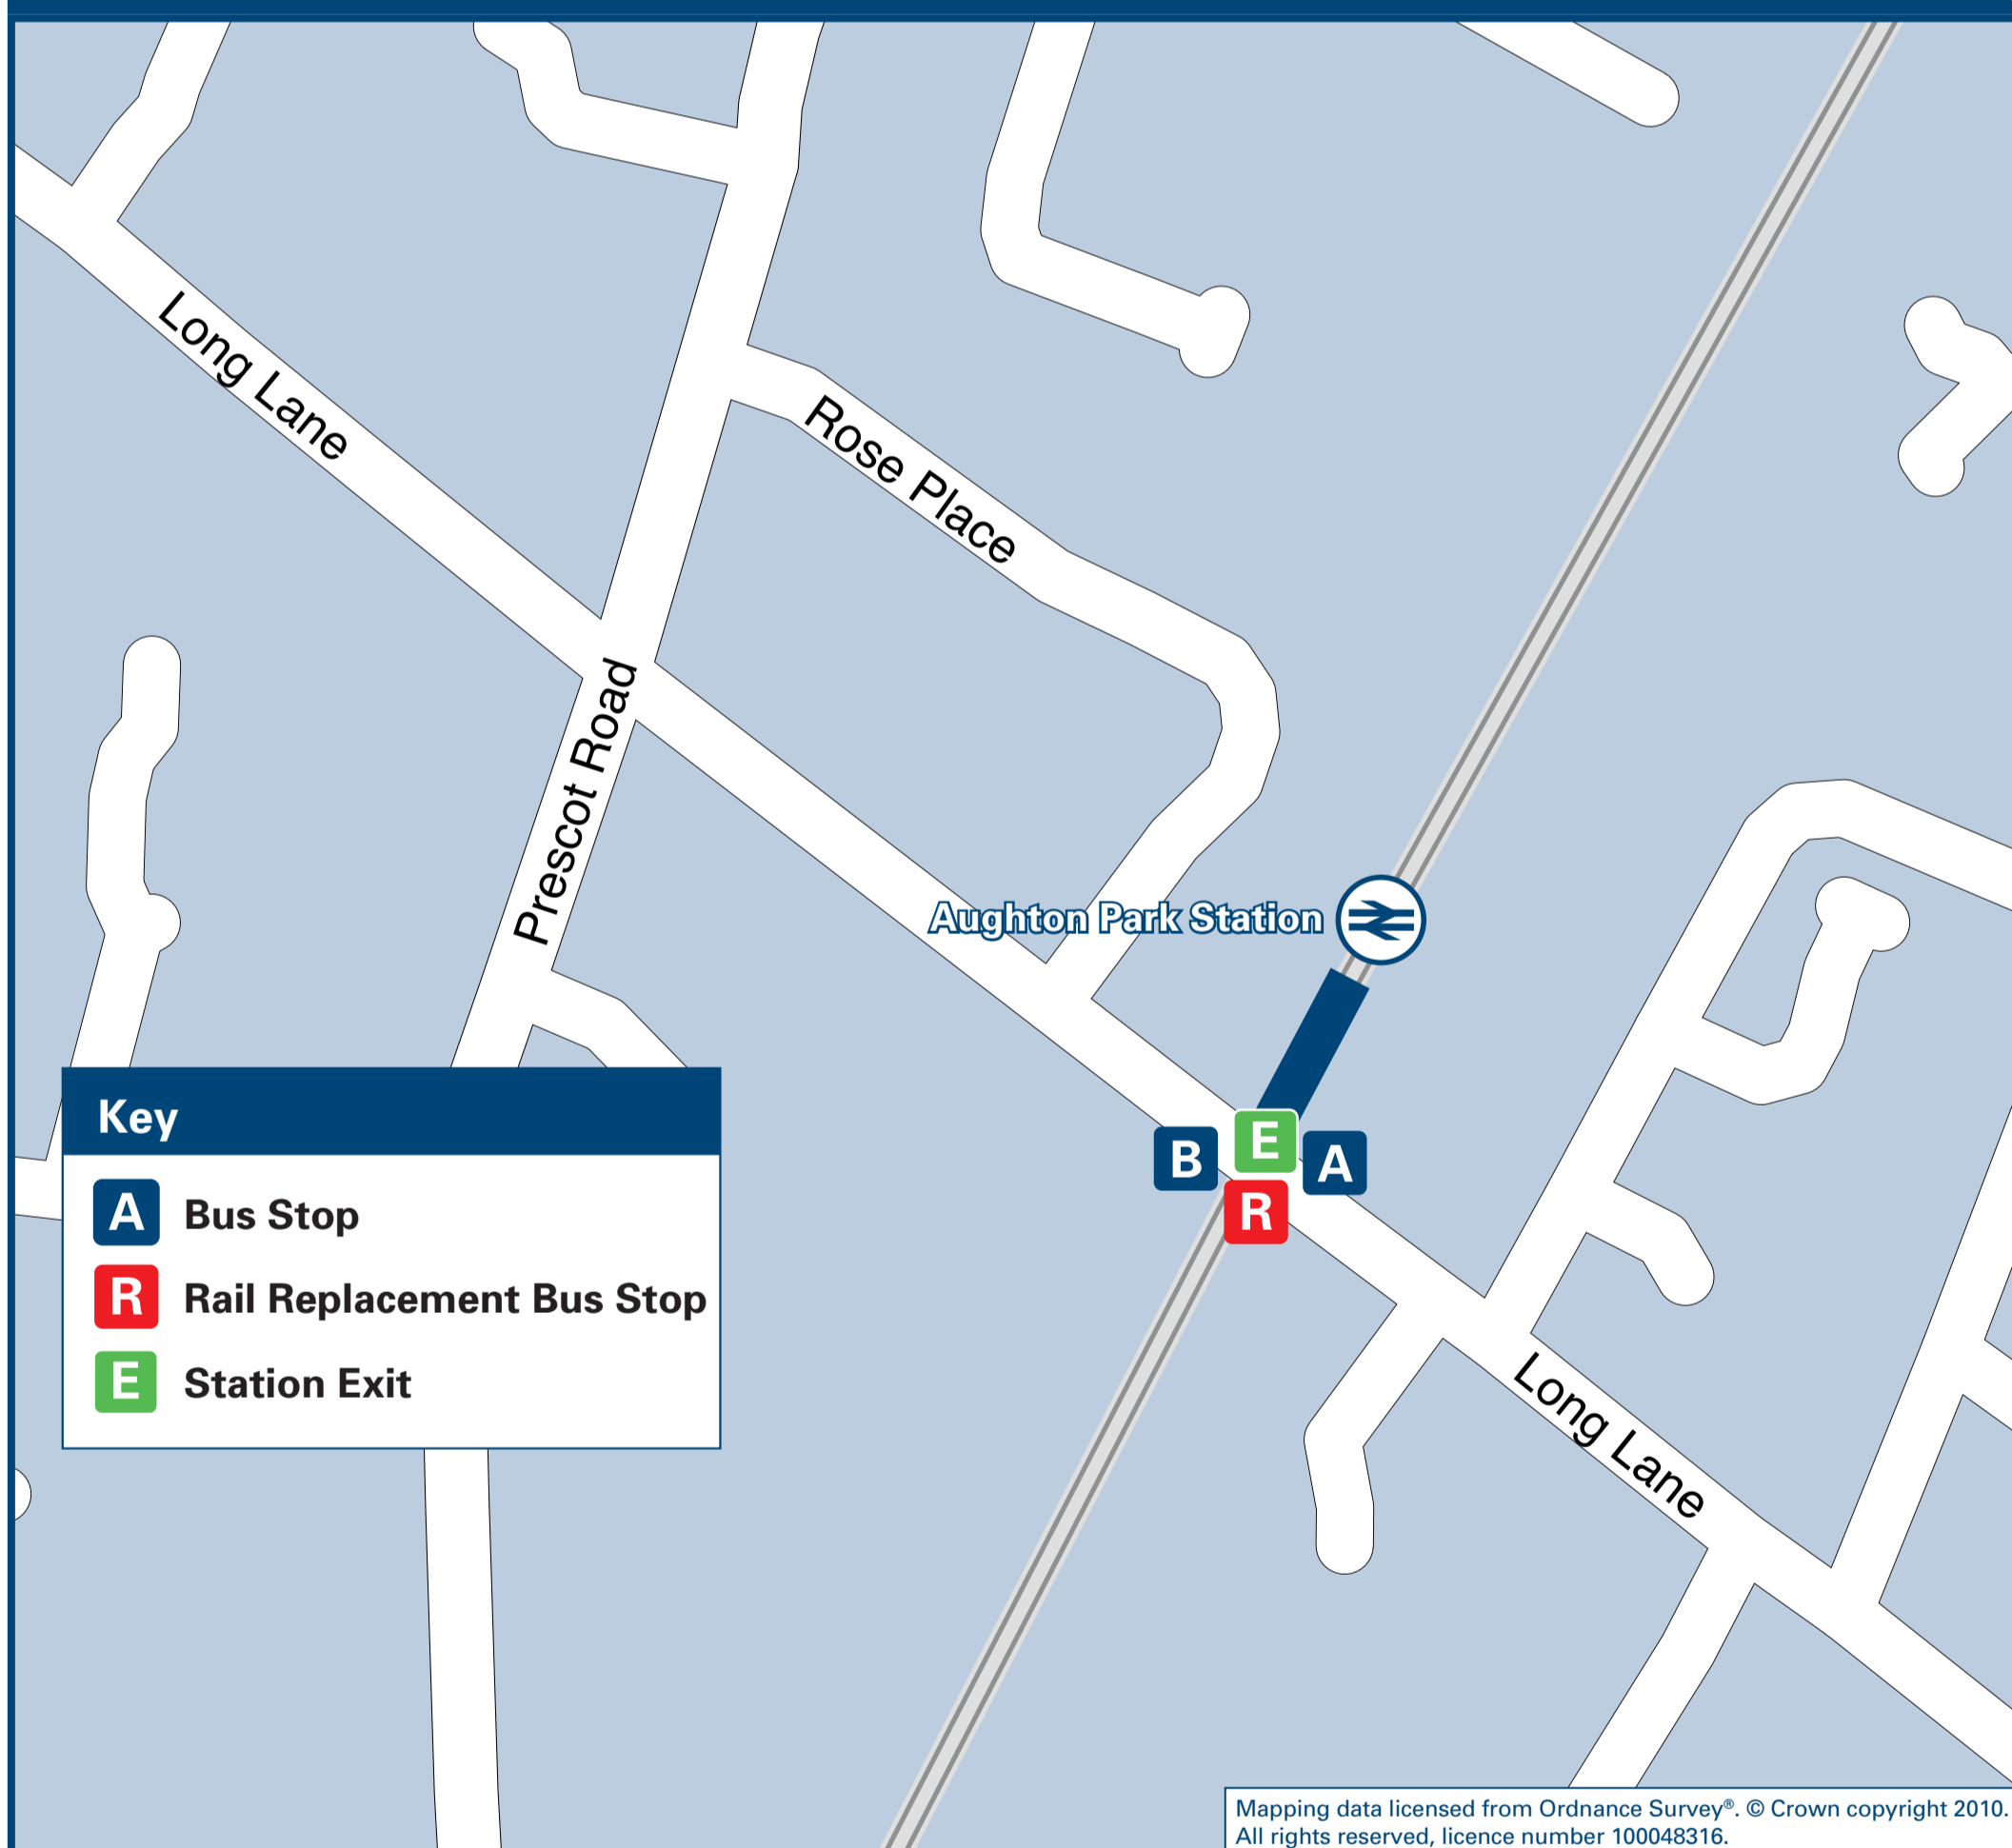 Long Lane
Rose Place
Prescot Road
Aughton Park Station
B
E
A
R
Key
A Bus Stop
R Rail Replacement Bus Stop
E Station Exit
Long Lane
Mapping data licensed from Ordnance Survey®. © Crown copyright 2010.
All rights reserved, licence number 100048316.